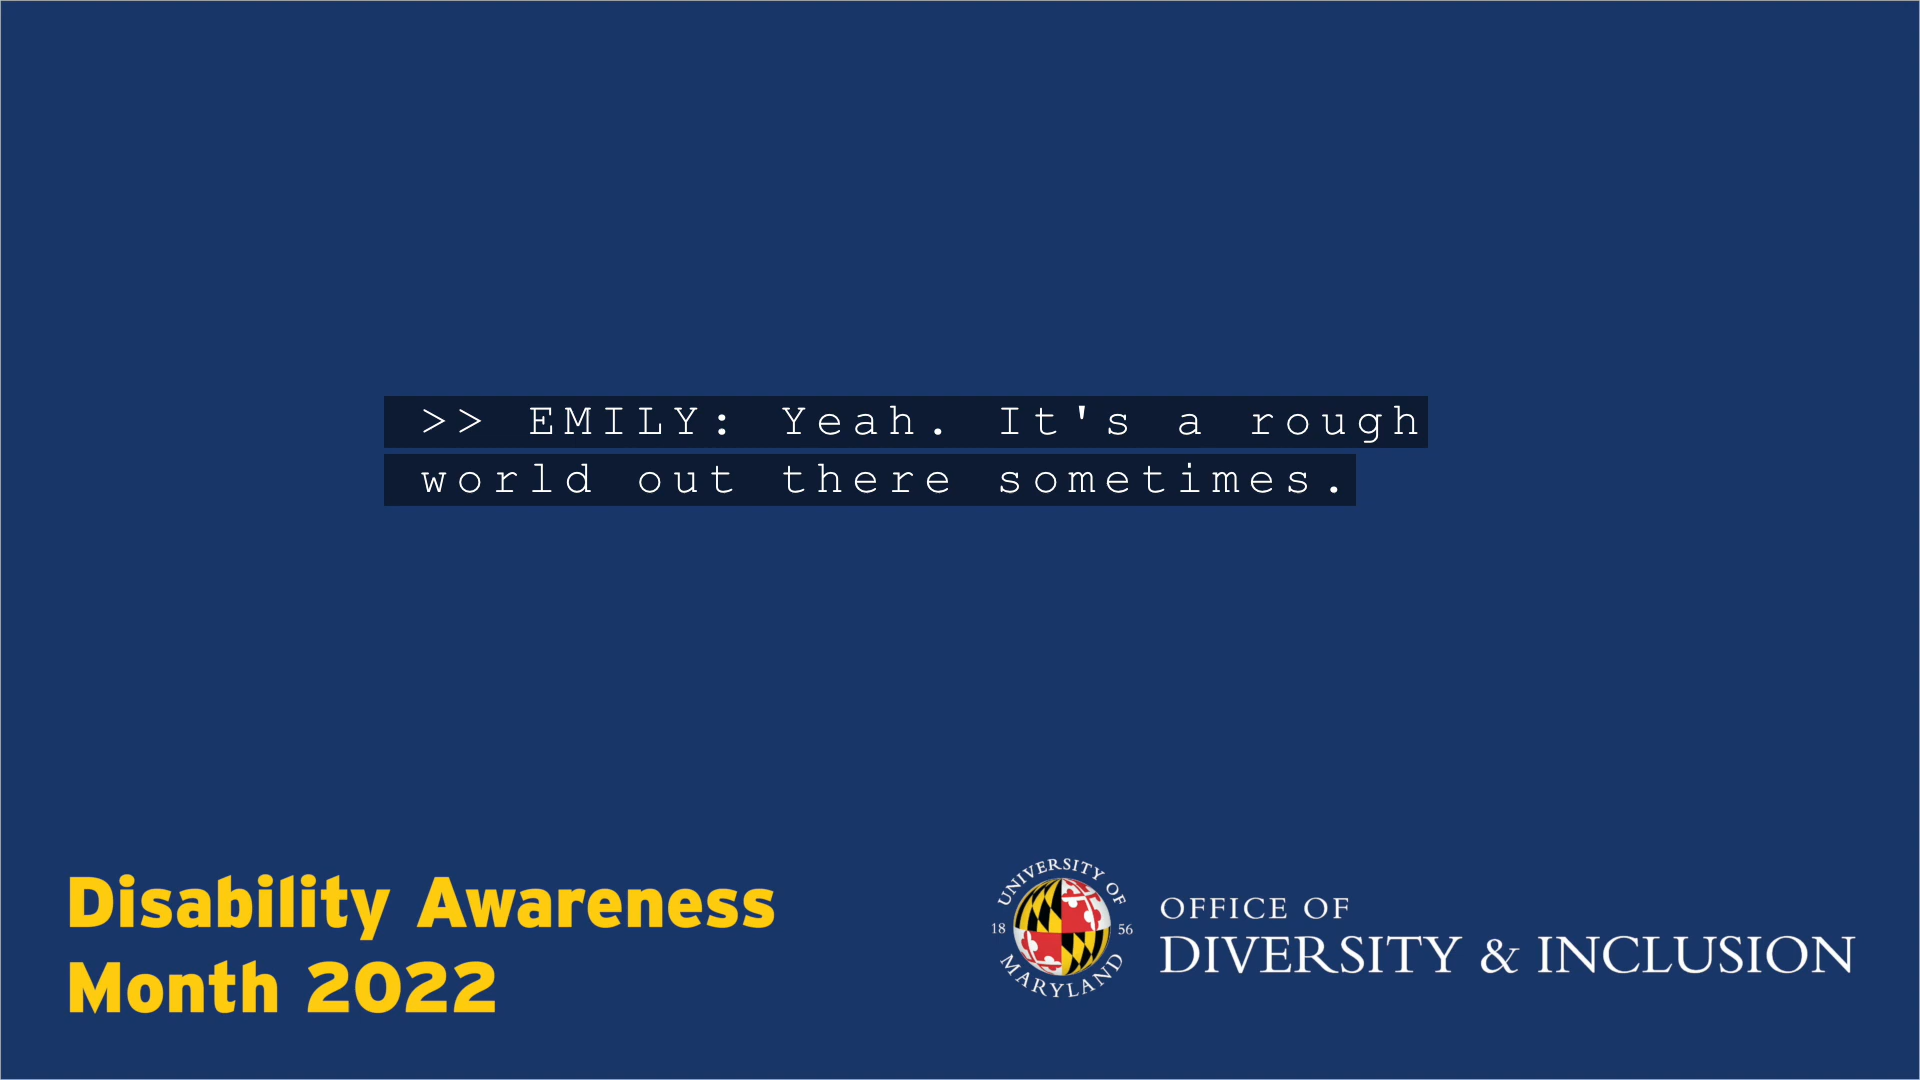 >> EMILY: Yeah. It's a rough
world out there sometimes.
Disability Awareness
Month 2022
UNIVERSITY OF
18 56
MARYLAND
OFFICE OF
DIVERSITY & INCLUSION